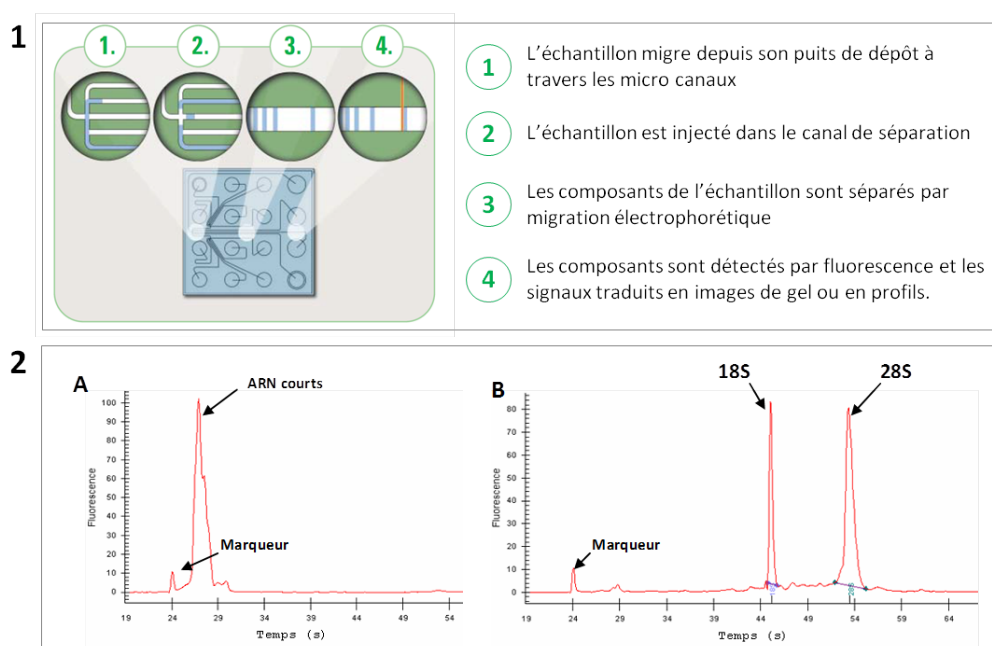 1
1.
2.
3.
4.
1
L'échantillon migre depuis son puits de dépôt à
travers les micro canaux
2
L'échantillon est injecté dans le canal de séparation
3
Les composants de l'échantillon sont séparés par
migration électrophorétique
4
Les composants sont détectés par fluorescence et les
signaux traduits en images de gel ou en profils.
2
A
ARN courts
Marqueur
Fluorescence
100
90
80
70
60
50
40
30
20
10
0
19 24 29 34 39 44 49 54
Temps (s)
B
18S
28S
Marqueur
Fluorescence
80
70
60
50
40
30
20
10
0
18S
28S
19 24 29 34 39 44 49 54 59 64
Temps (s)